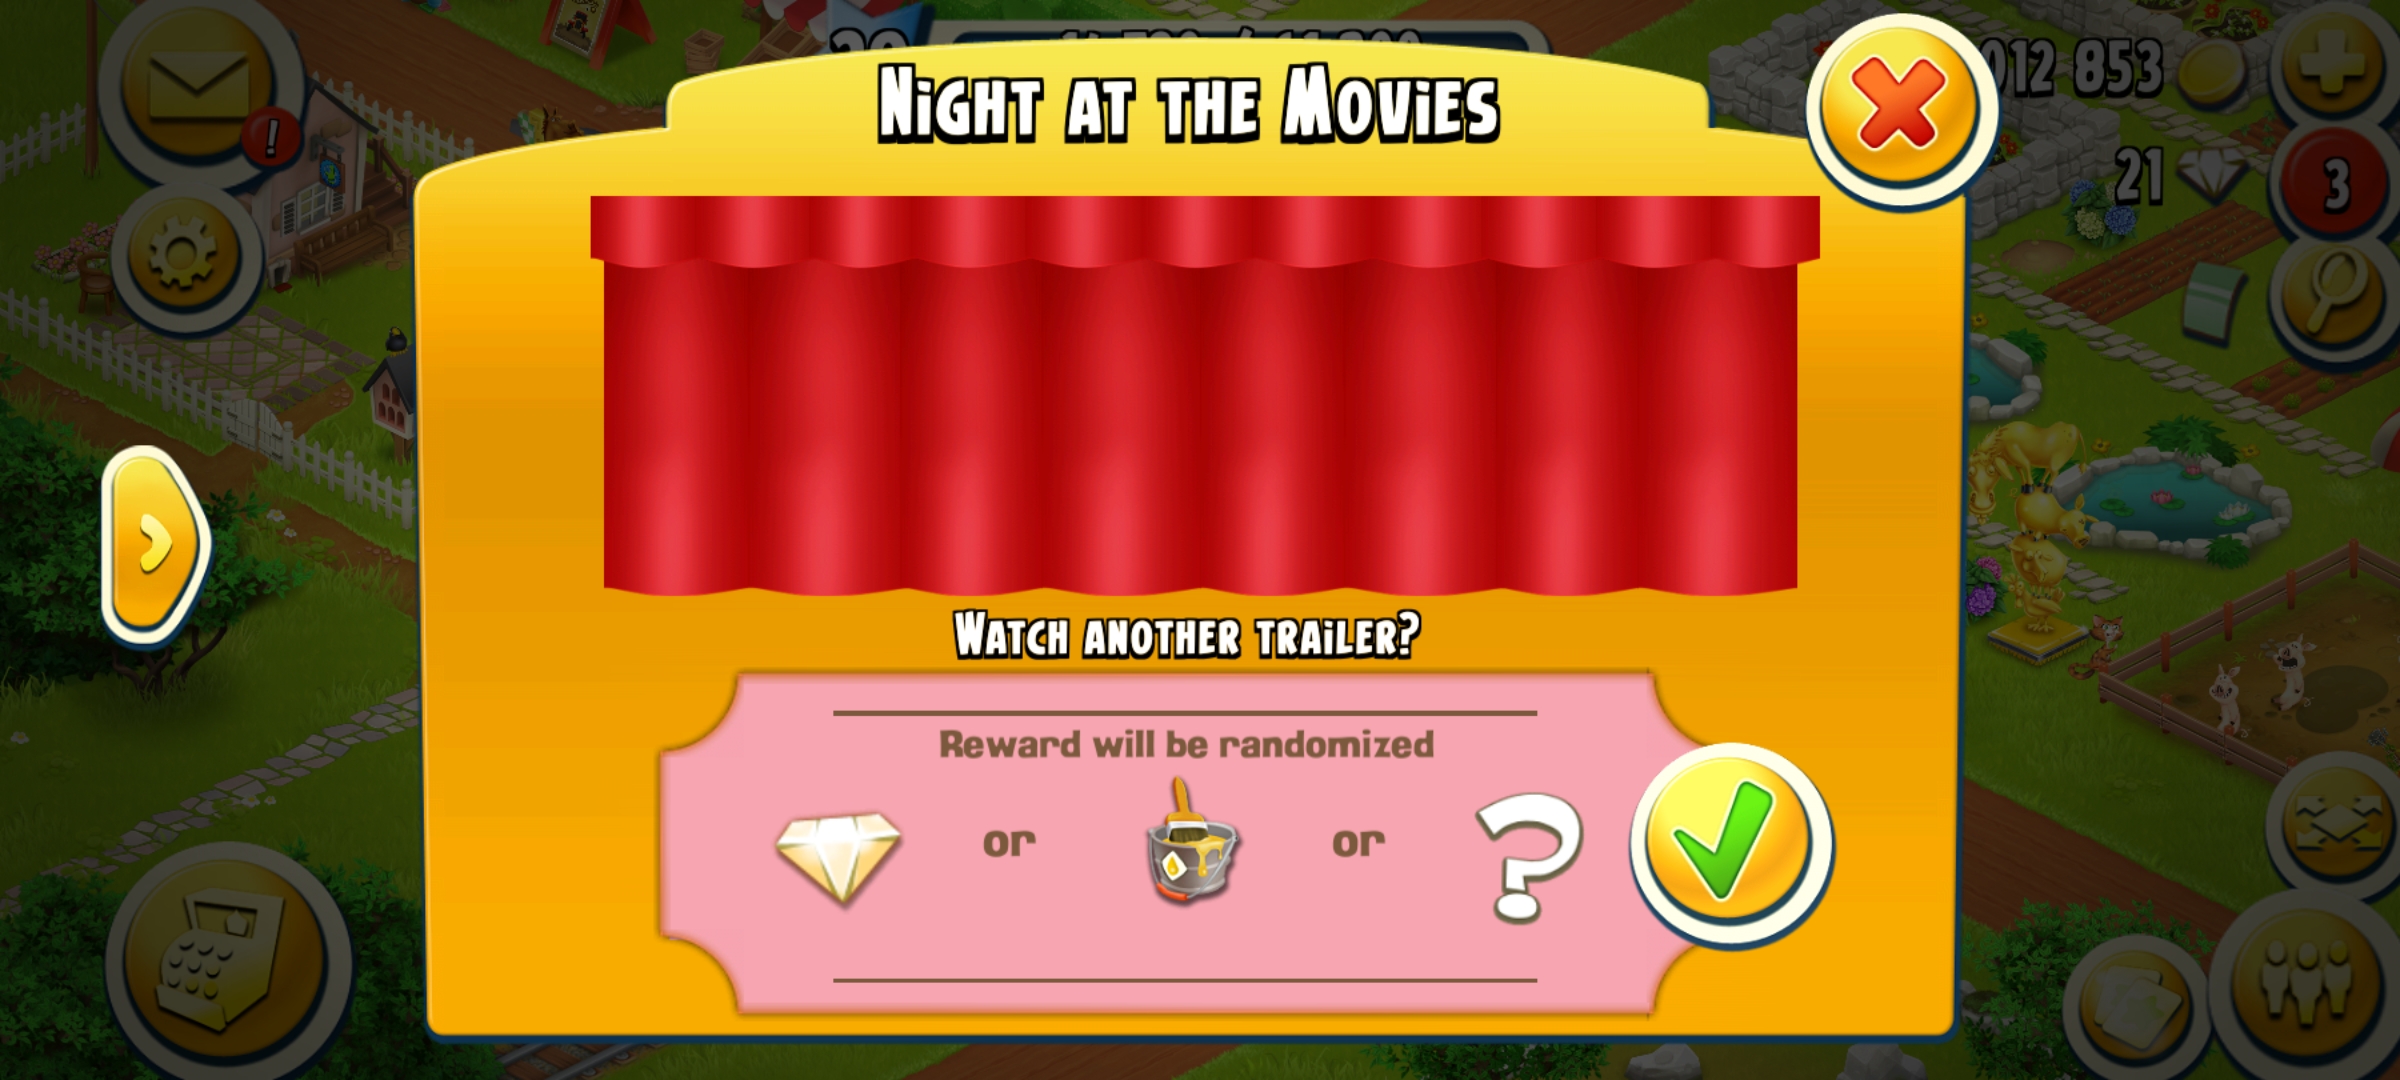 NiGHT AT THE MOViES
012 853
!
21
3
WATCH ANOTHER TRAiLER?
Reward will be randomized
or
or
?